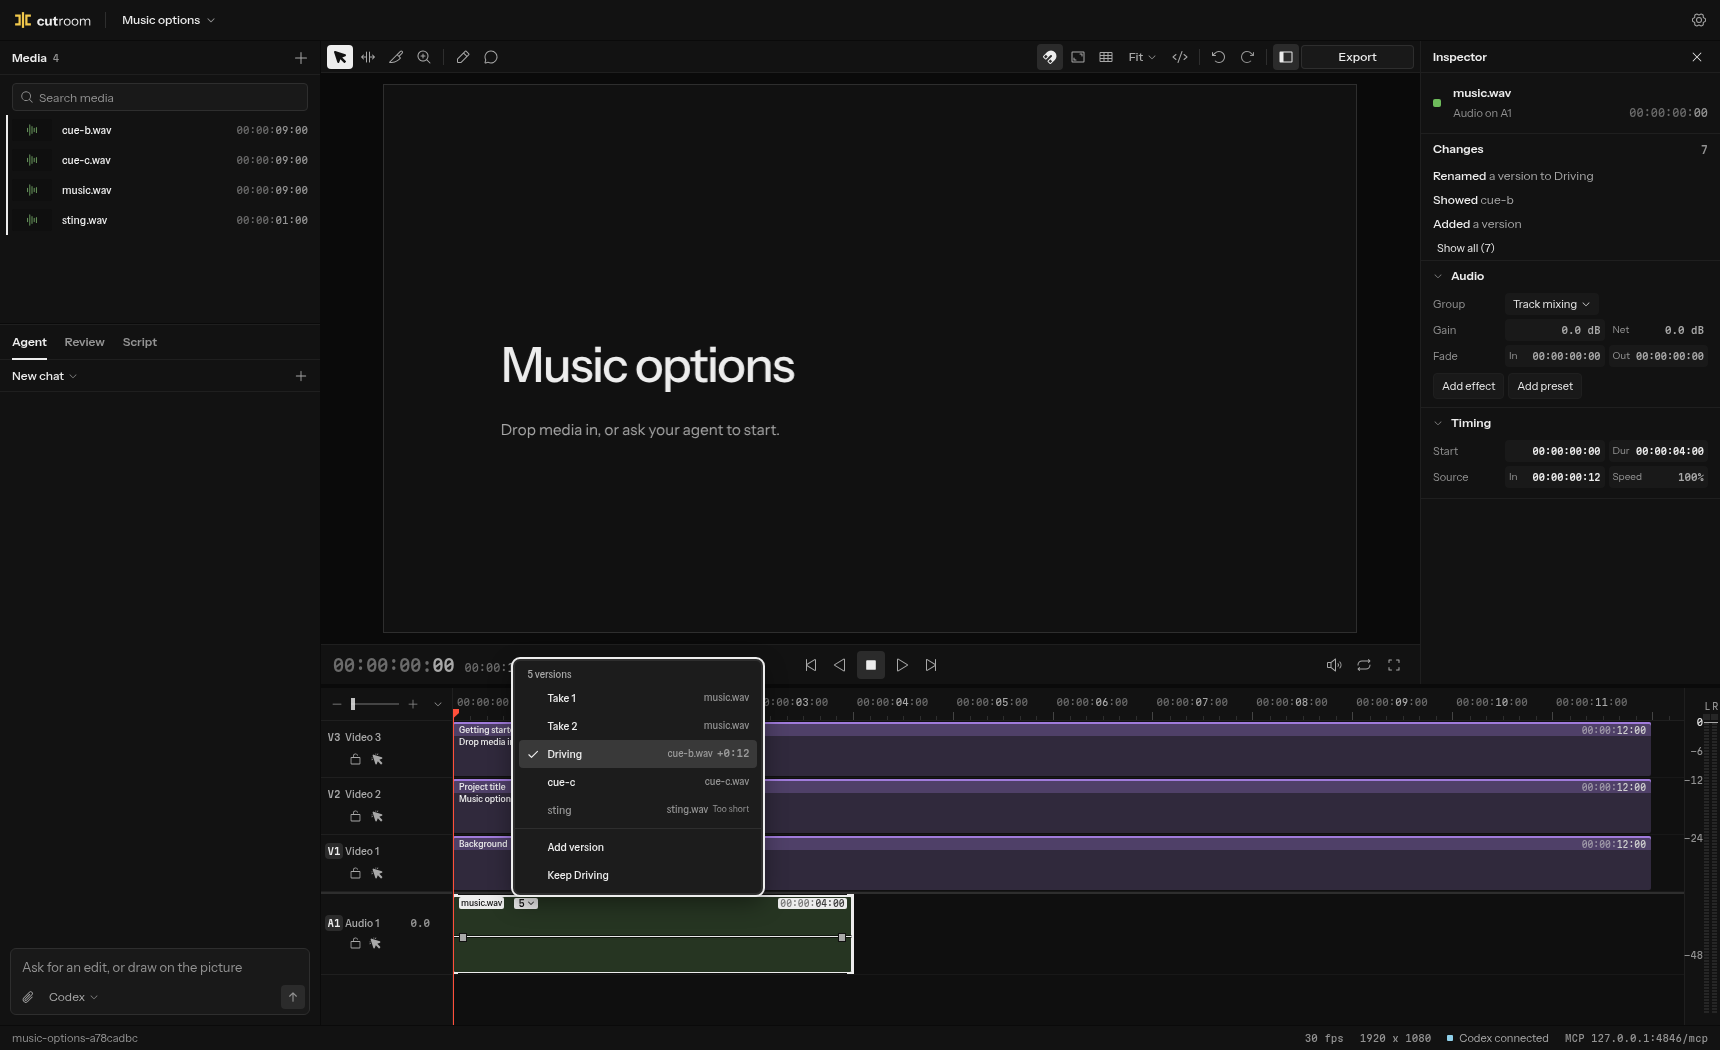 cutroom
Music options
Media 4
Search media
cue-b.wav 00:00:09:00
cue-c.wav 00:00:09:00
music.wav 00:00:09:00
sting.wav 00:00:01:00
Agent Review Script
New chat
Ask for an edit, or draw on the picture
Codex
Fit
Export
Music options
Drop media in, or ask your agent to start.
Inspector
music.wav
Audio on A1 00:00:00:00
Changes 7
Renamed a version to Driving
Showed cue-b
Added a version
Show all (7)
Audio
Group Track mixing
Gain 0.0 dB Net 0.0 dB
Fade In 00:00:00:00 Out 00:00:00:00
Add effect Add preset
Timing
Start 00:00:00:00 Dur 00:00:04:00
Source In 00:00:00:12 Speed 100%
00:00:00:00 00:00:1
5 versions
Take 1 music.wav
Take 2 music.wav
Driving cue-b.wav +0:12
cue-c cue-c.wav
sting sting.wav Too short
Add version
Keep Driving
00:00:00 0:00:03:00 00:00:04:00 00:00:05:00 00:00:06:00 00:00:07:00 00:00:08:00 00:00:09:00 00:00:10:00 00:00:11:00
V3 Video 3
Getting start 00:00:12:00
Drop media i
V2 Video 2
Project title 00:00:12:00
Music option
V1 Video 1
Background 00:00:12:00
A1 Audio 1 0.0
music.wav 5 00:00:04:00
L R
0
-6
-12
-24
-48
music-options-a78cadbc
30 fps 1920 x 1080 Codex connected MCP 127.0.0.1:4846/mcp